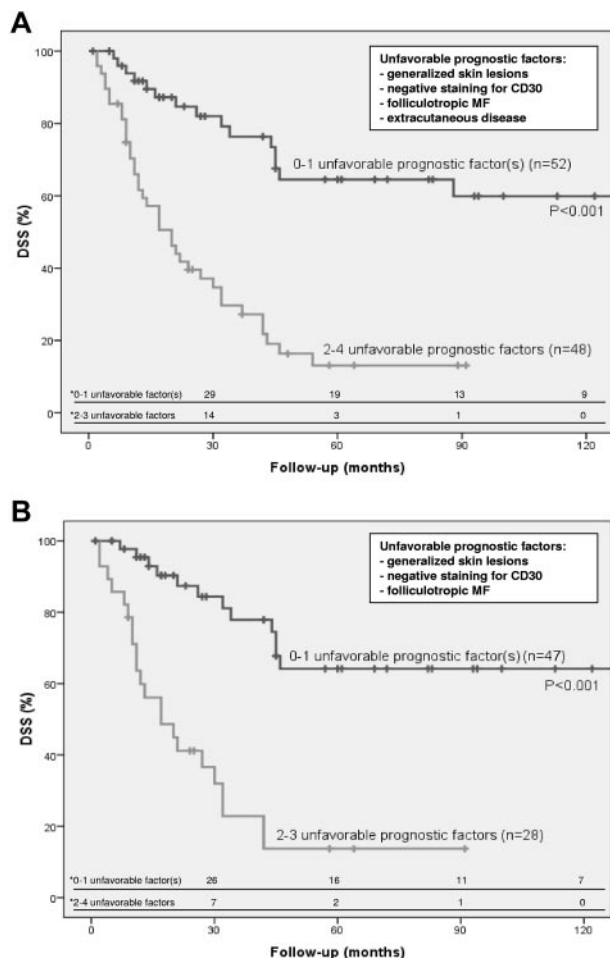 A
Unfavorable prognostic factors:
- generalized skin lesions
- negative staining for CD30
- folliculotropic MF
- extracutaneous disease
100
80
60
40
20
0
DSS (%)
0-1 unfavorable prognostic factor(s) (n=52)
P<0.001
2-4 unfavorable prognostic factors (n=48)
*0-1 unfavorable factor(s) 29 19 13 9
*2-3 unfavorable factors 14 3 1 0
0 30 60 90 120
Follow-up (months)
B
Unfavorable prognostic factors:
- generalized skin lesions
- negative staining for CD30
- folliculotropic MF
100
80
60
40
20
0
DSS (%)
0-1 unfavorable prognostic factor(s) (n=47)
P<0.001
2-3 unfavorable prognostic factors (n=28)
*0-1 unfavorable factor(s) 26 16 11 7
*2-4 unfavorable factors 7 2 1 0
0 30 60 90 120
Follow-up (months)